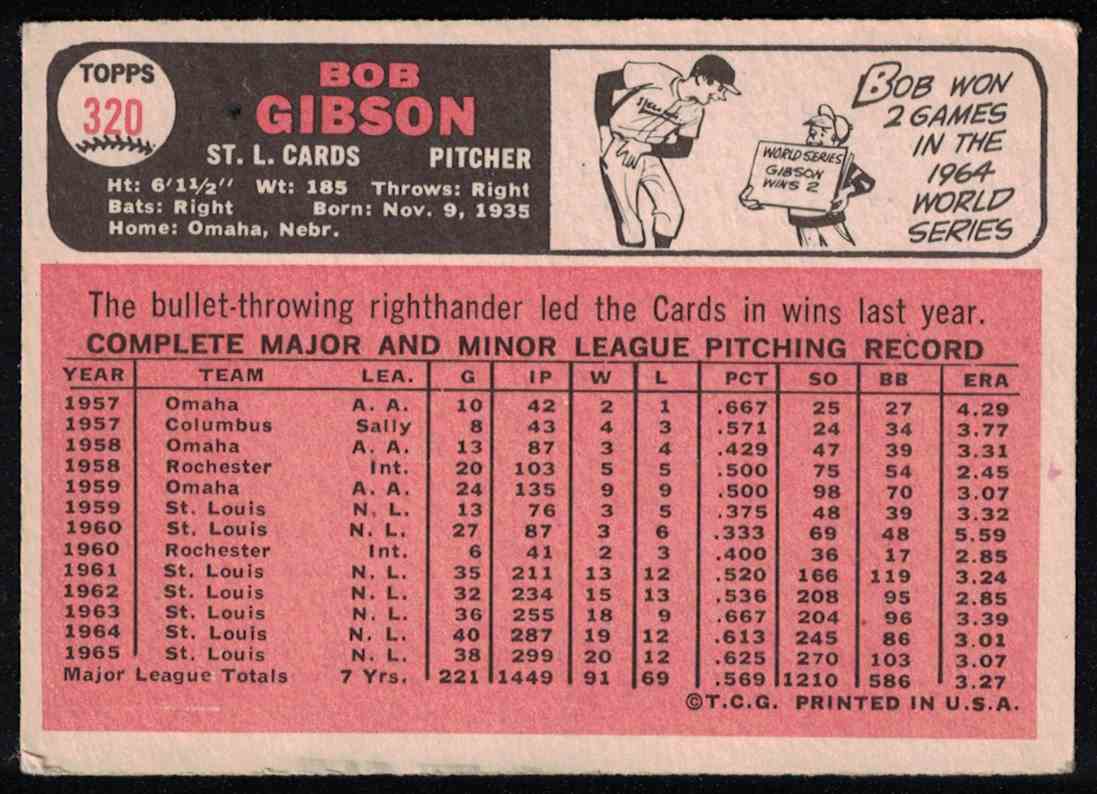 TOPPS
320
BOB
GIBSON
ST. L. CARDS PITCHER
Ht: 6'1½" Wt: 185 Throws: Right
Bats: Right Born: Nov. 9, 1935
Home: Omaha, Nebr.
WORLD SERIES
GIBSON
WINS 2
BOB WON
2 GAMES
IN THE
1964
WORLD
SERIES
The bullet-throwing righthander led the Cards in wins last year.
COMPLETE MAJOR AND MINOR LEAGUE PITCHING RECORD
YEAR TEAM LEA. G IP W L PCT SO BB ERA
1957 Omaha A. A. 10 42 2 1 .667 25 27 4.29
1957 Columbus Sally 8 43 4 3 .571 24 34 3.77
1958 Omaha A. A. 13 87 3 4 .429 47 39 3.31
1958 Rochester Int. 20 103 5 5 .500 75 54 2.45
1959 Omaha A. A. 24 135 9 9 .500 98 70 3.07
1959 St. Louis N. L. 13 76 3 5 .375 48 39 3.32
1960 St. Louis N. L. 27 87 3 6 .333 69 48 5.59
1960 Rochester Int. 6 41 2 3 .400 36 17 2.85
1961 St. Louis N. L. 35 211 13 12 .520 166 119 3.24
1962 St. Louis N. L. 32 234 15 13 .536 208 95 2.85
1963 St. Louis N. L. 36 255 18 9 .667 204 96 3.39
1964 St. Louis N. L. 40 287 19 12 .613 245 86 3.01
1965 St. Louis N. L. 38 299 20 12 .625 270 103 3.07
Major League Totals 7 Yrs. 221 1449 91 69 .569 1210 586 3.27
©T.C.G. PRINTED IN U.S.A.